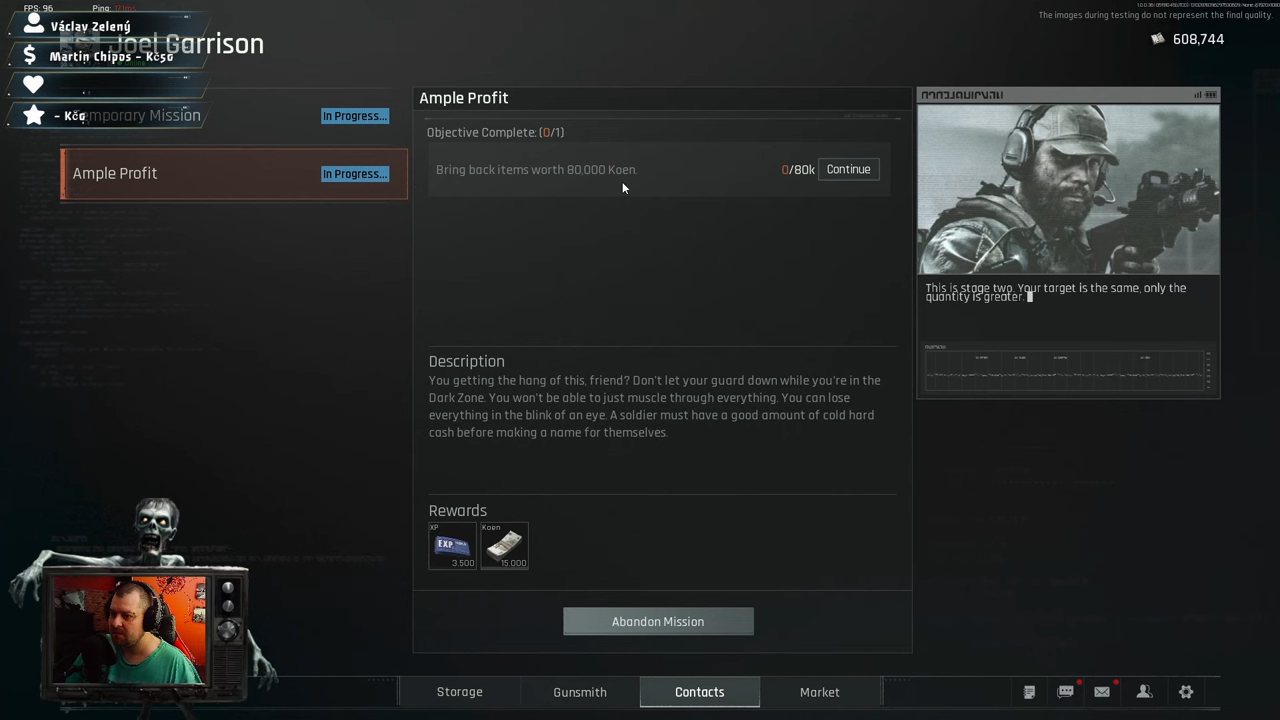 FPS: 96
Ping: 17.1ms
The images during testing do not represent the final quality.
Václav Zelený
Joel Garrison
Martin Chipos - Kč50
608,744
- Kč0
Temporary Mission
In Progress...
Ample Profit
In Progress...
Ample Profit
Objective Complete: (0/1)
Bring back items worth 80,000 Koen.
0/80k
Continue
This is stage two. Your target is the same, only the
quantity is greater.
Description
You getting the hang of this, friend? Don't let your guard down while you're in the
Dark Zone. You won't be able to just muscle through everything. You can lose
everything in the blink of an eye. A soldier must have a good amount of cold hard
cash before making a name for themselves.
Rewards
XP
EXP
3,500
Koen
15,000
Abandon Mission
Storage
Gunsmith
Contacts
Market